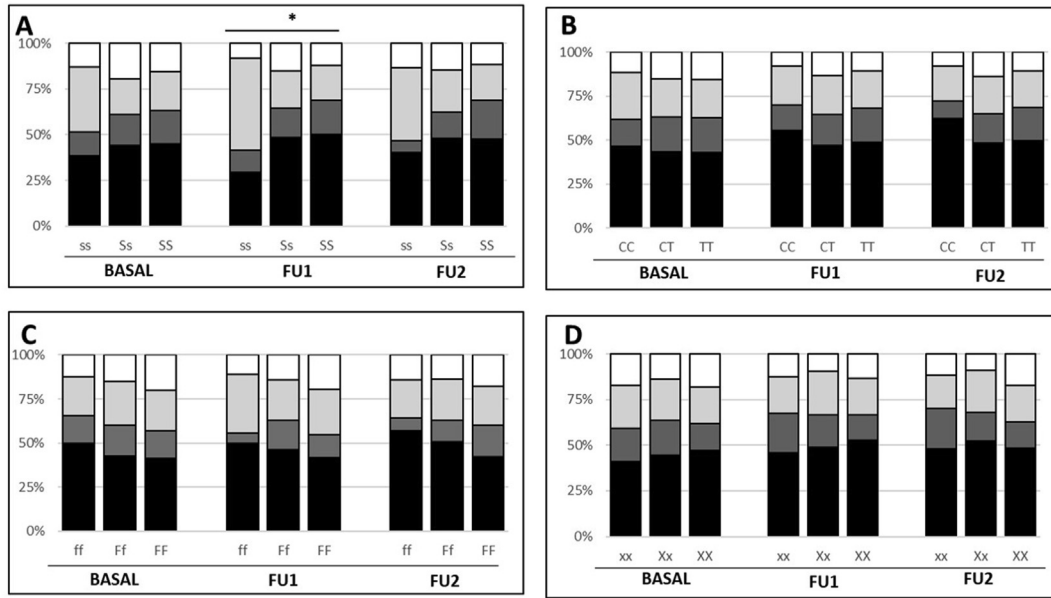 A
*
100%
75%
50%
25%
0%
ss Ss SS ss Ss SS ss Ss SS
BASAL FU1 FU2
B
100%
75%
50%
25%
0%
CC CT TT CC CT TT CC CT TT
BASAL FU1 FU2
C
100%
75%
50%
25%
0%
ff Ff FF ff Ff FF ff Ff FF
BASAL FU1 FU2
D
100%
75%
50%
25%
0%
xx Xx XX xx Xx XX xx Xx XX
BASAL FU1 FU2